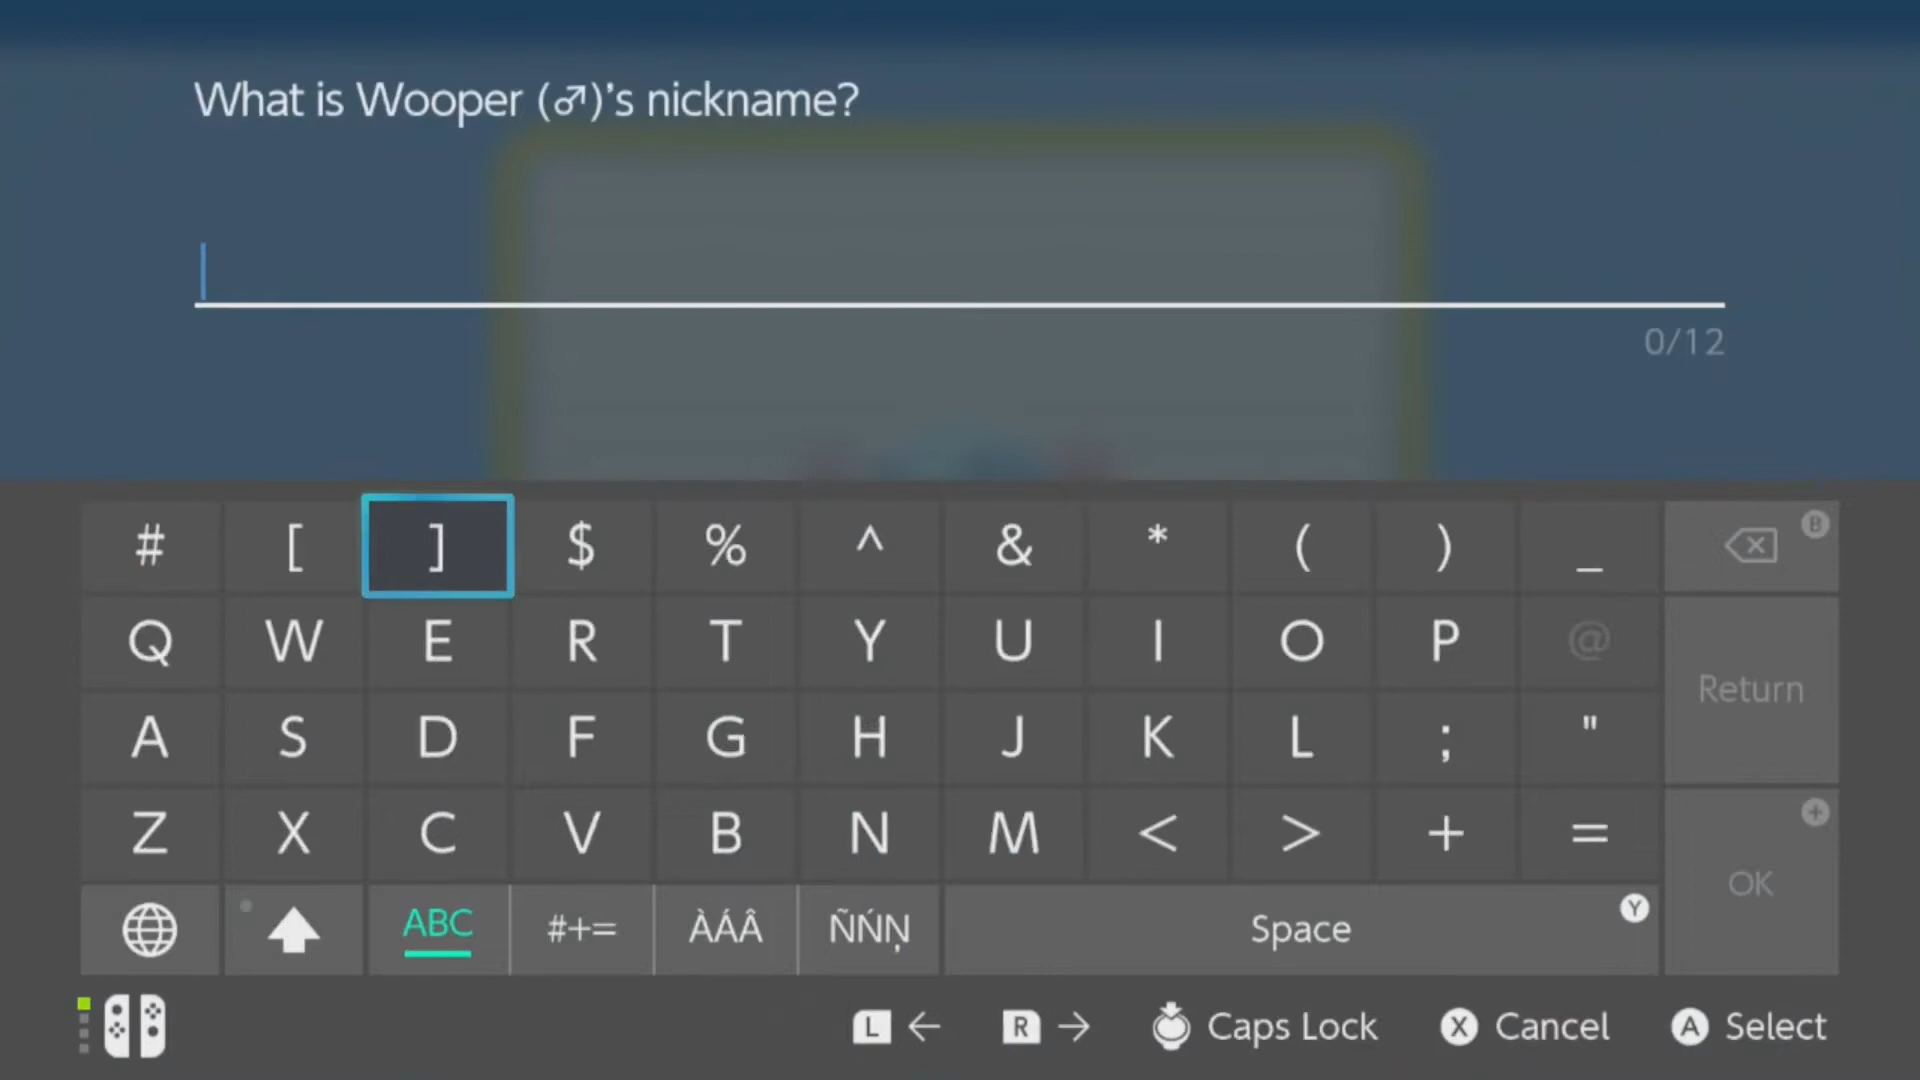 What is Wooper (♂)'s nickname?
0/12
# [ ] $ % ^ & * ( ) _ B
Q W E R T Y U I O P @
Return
A S D F G H J K L ; "
Z X C V B N M < > + = +
OK
ABC #+= ÀÁÂ ÑŃŅ Space Y
L ← R → Caps Lock X Cancel A Select